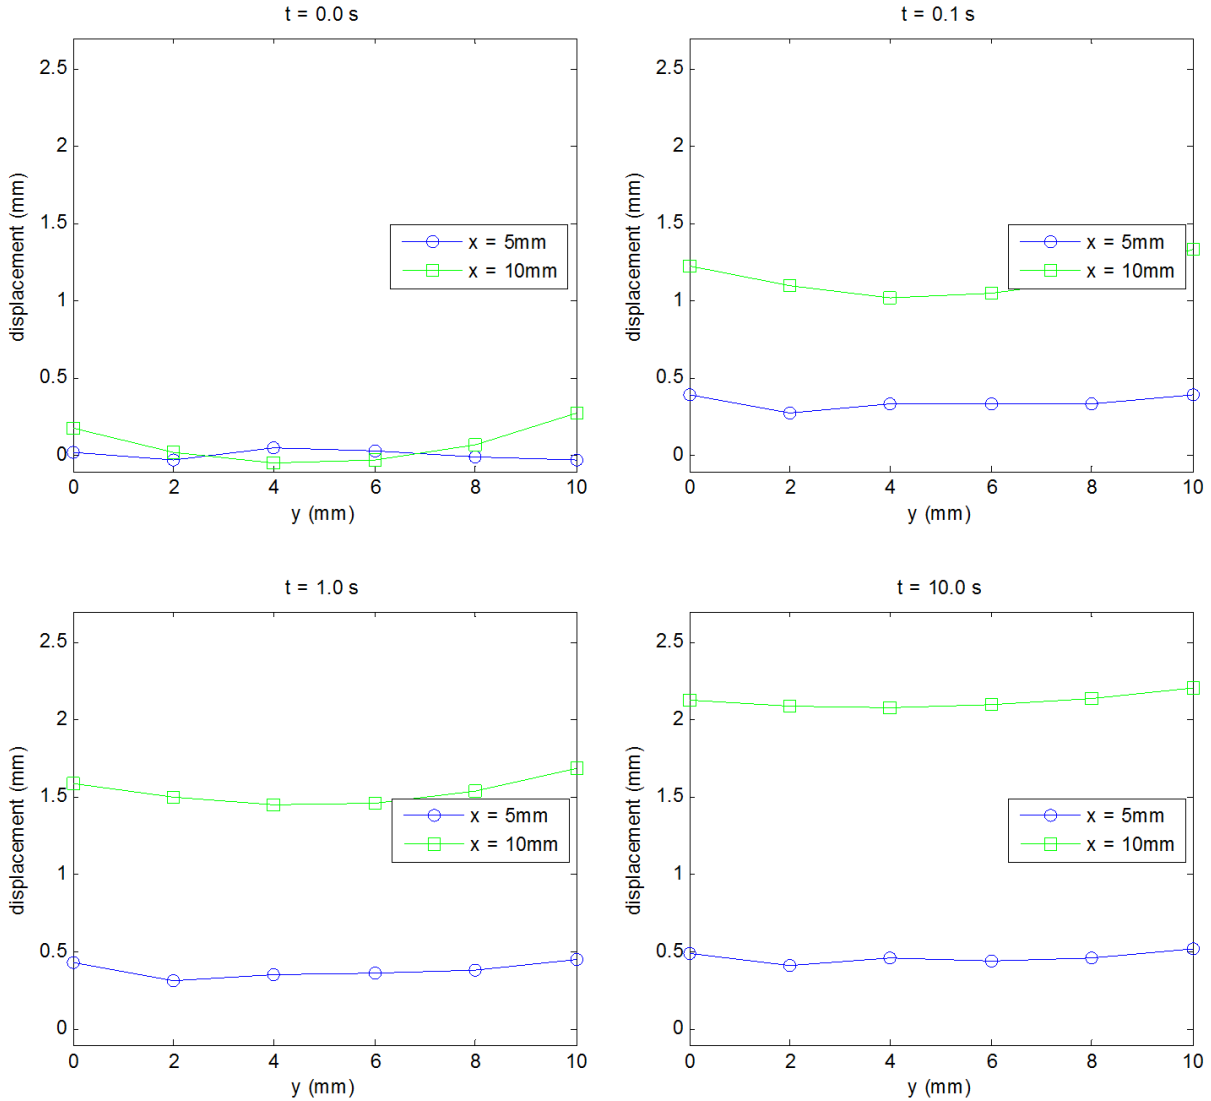 t = 0.0 s
displacement (mm)
2.5
2
1.5
1
0.5
0
x = 5mm
x = 10mm
0 2 4 6 8 10
y (mm)
t = 0.1 s
displacement (mm)
2.5
2
1.5
1
0.5
0
x = 5mm
x = 10mm
0 2 4 6 8 10
y (mm)
t = 1.0 s
displacement (mm)
2.5
2
1.5
1
0.5
0
x = 5mm
x = 10mm
0 2 4 6 8 10
y (mm)
t = 10.0 s
displacement (mm)
2.5
2
1.5
1
0.5
0
x = 5mm
x = 10mm
0 2 4 6 8 10
y (mm)